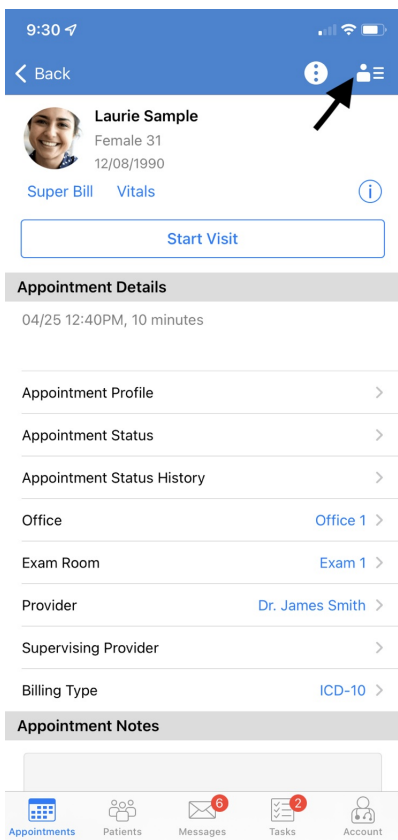 9:30
Back
Laurie Sample
Female 31
12/08/1990
Super Bill Vitals
Start Visit
Appointment Details
04/25 12:40PM, 10 minutes
Appointment Profile
Appointment Status
Appointment Status History
Office Office 1
Exam Room Exam 1
Provider Dr. James Smith
Supervising Provider
Billing Type ICD-10
Appointment Notes
6 2
Appointments Patients Messages Tasks Account